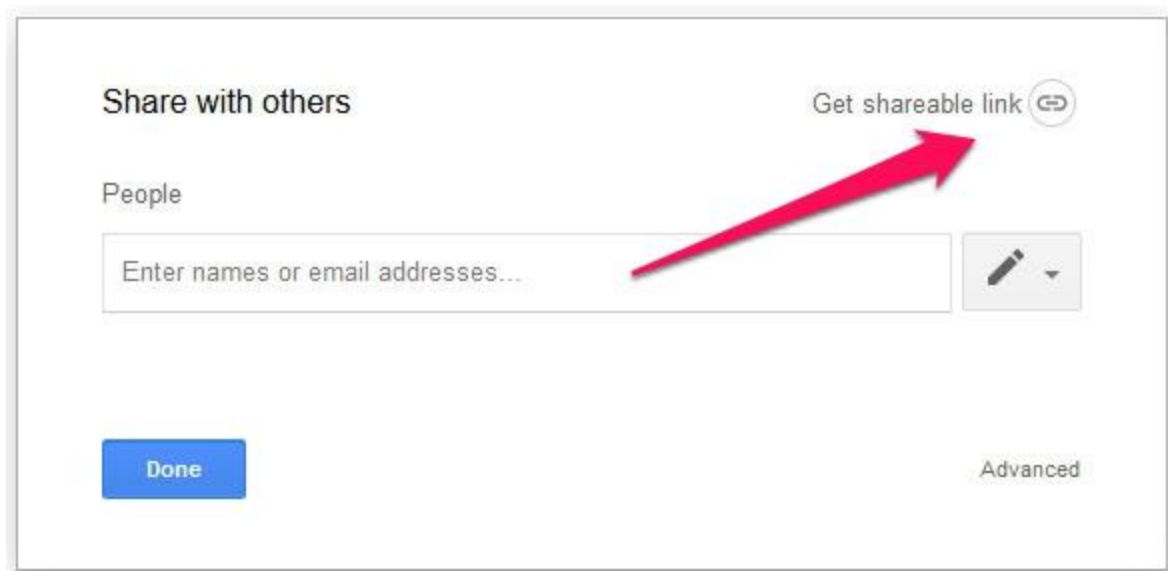 Share with others
Get shareable link
People
Enter names or email addresses...
Done
Advanced